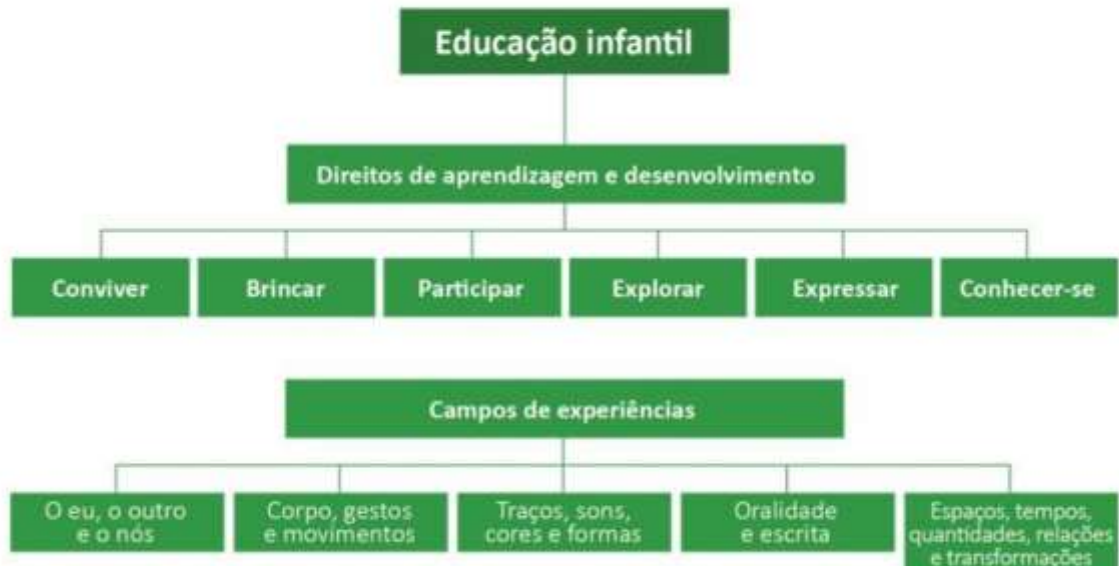 Educação infantil
Direitos de aprendizagem e desenvolvimento
Conviver
Brincar
Participar
Explorar
Expressar
Conhecer-se
Campos de experiências
O eu, o outro
e o nós
Corpo, gestos
e movimentos
Traços, sons,
cores e formas
Oralidade
e escrita
Espaços, tempos,
quantidades, relações
e transformações